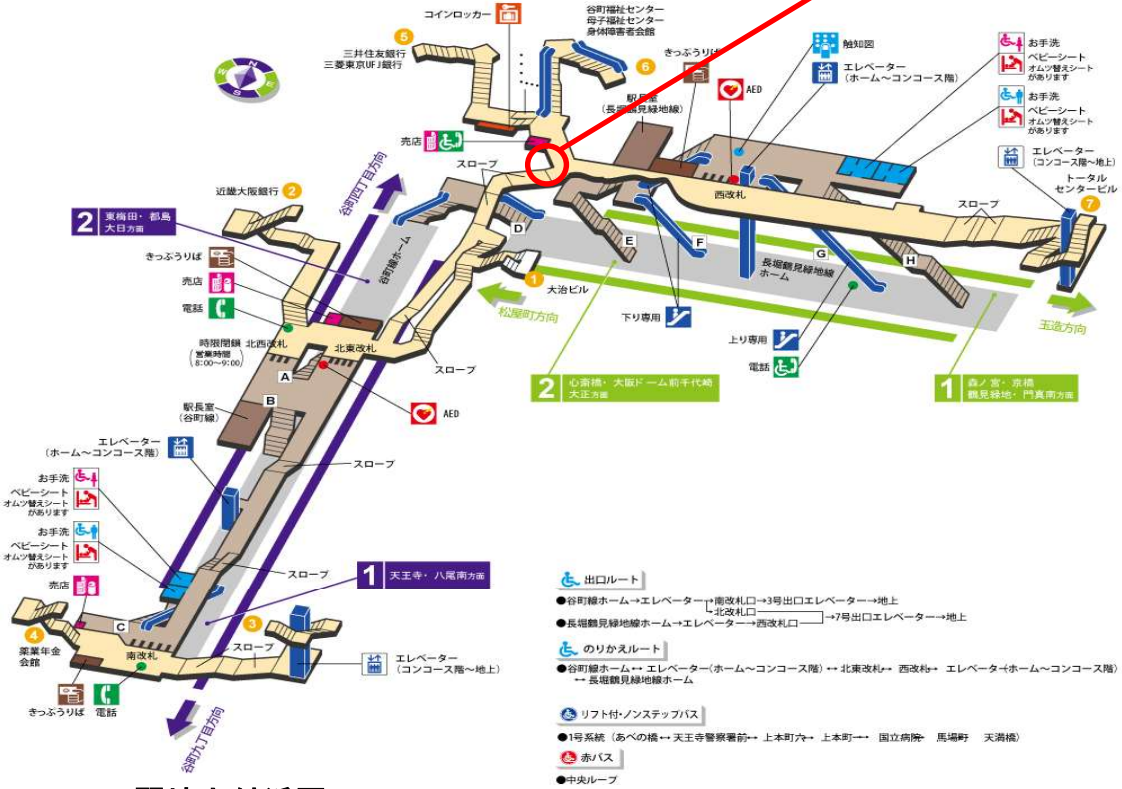 コインロッカー
谷町福祉センター
母子福祉センター
身体障害者会館
5
三井住友銀行
三菱東京UFJ銀行
6
きっぷうりば
触知図
エレベーター
(ホーム～コンコース階)
お手洗
ベビーシート
オムツ替えシート
があります
お手洗
ベビーシート
オムツ替えシート
があります
N
E
S
W
駅長室
(長堀鶴見緑地線)
AED
売店
スロープ
西改札
エレベーター
(コンコース階～地上)
トータル
センタービル
7
スロープ
近畿大阪銀行
2
谷町四丁目方向
2
東梅田・都島
大日方面
谷町線ホーム
D
E
F
G
H
長堀鶴見緑地線
ホーム
きっぷうりば
売店
電話
1
大治ビル
松屋町方向
下り専用
上り専用
電話
玉造方向
時限閉鎖
(営業時間
8:00～9:00)
北西改札
北東改札
スロープ
A
B
2
心斎橋・大阪ドーム前千代崎
大正方面
1
森ノ宮・京橋
鶴見緑地・門真南方面
駅長室
(谷町線)
AED
エレベーター
(ホーム～コンコース階)
スロープ
お手洗
ベビーシート
オムツ替えシート
があります
お手洗
ベビーシート
オムツ替えシート
があります
売店
スロープ
1
天王寺・八尾南方面
C
3
4
薬業年金
会館
南改札
スロープ
エレベーター
(コンコース階～地上)
きっぷうりば
電話
谷町九丁目方向
出口ルート
●谷町線ホーム→エレベーター→南改札口→3号出口エレベーター→地上
→北改札口
●長堀鶴見緑地線ホーム→エレベーター→西改札口→7号出口エレベーター→地上
のりかえルート
●谷町線ホーム↔エレベーター(ホーム～コンコース階)↔北東改札↔西改札↔エレベーター(ホーム～コンコース階)
↔長堀鶴見緑地線ホーム
リフト付・ノンステップバス
●1号系統(あべの橋↔天王寺警察署前↔上本町六↔上本町一↔国立病院↔馬場町 天満橋)
赤バス
●中央ループ